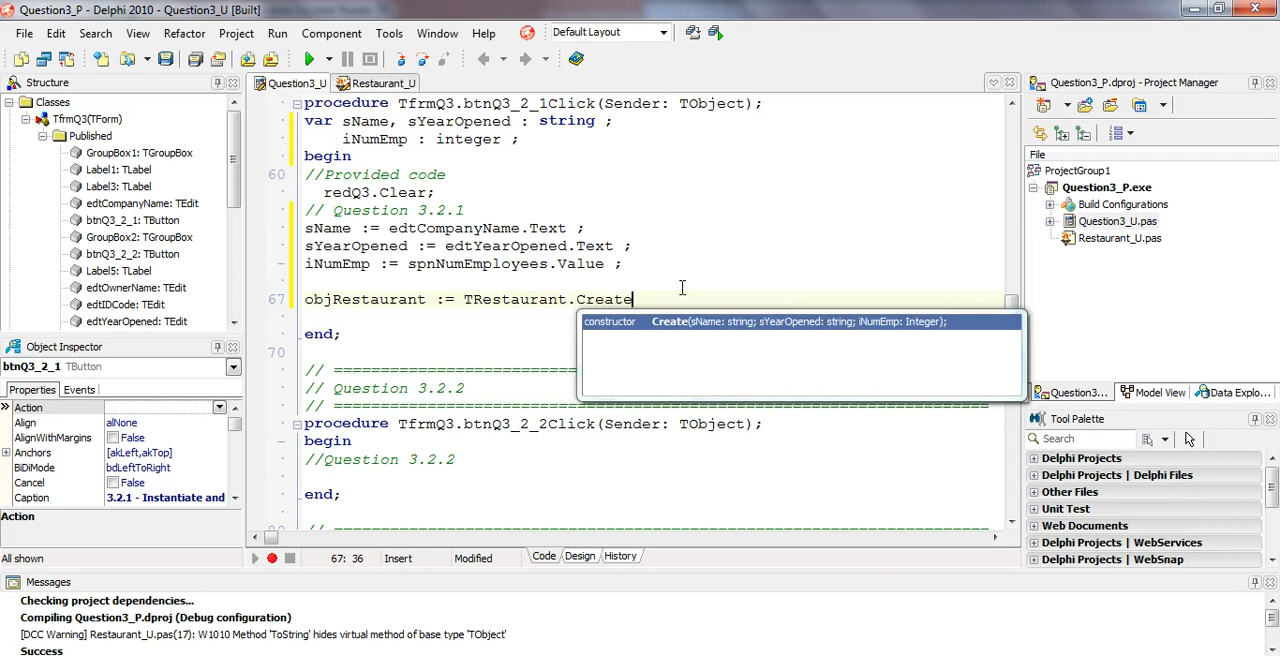 Question3_P - Delphi 2010 - Question3_U [Built]
File Edit Search View Refactor Project Run Component Tools Window Help Default Layout
Structure
Classes
TfrmQ3(TForm)
Published
GroupBox1: TGroupBox
Label1: TLabel
Label3: TLabel
edtCompanyName: TEdit
btnQ3_2_1: TButton
GroupBox2: TGroupBox
btnQ3_2_2: TButton
Label5: TLabel
edtOwnerName: TEdit
edtIDCode: TEdit
edtYearOpened: TEdit
Object Inspector
btnQ3_2_1 TButton
Properties Events
Action
Align alNone
AlignWithMargins False
Anchors [akLeft,akTop]
BiDiMode bdLeftToRight
Cancel False
Caption 3.2.1 - Instantiate and
Action
All shown
Question3_U Restaurant_U
procedure TfrmQ3.btnQ3_2_1Click(Sender: TObject);
var sName, sYearOpened : string ;
iNumEmp : integer ;
begin
60 //Provided code
redQ3.Clear;
// Question 3.2.1
sName := edtCompanyName.Text ;
sYearOpened := edtYearOpened.Text ;
iNumEmp := spnNumEmployees.Value ;
67 objRestaurant := TRestaurant.Create
constructor Create(sName: string; sYearOpened: string; iNumEmp: Integer);
end;
70
// ============================
// Question 3.2.2
// ==========================================================================
procedure TfrmQ3.btnQ3_2_2Click(Sender: TObject);
begin
//Question 3.2.2
end;
67: 36 Insert Modified Code Design History
Question3_P.dproj - Project Manager
File
ProjectGroup1
Question3_P.exe
Build Configurations
Question3_U.pas
Restaurant_U.pas
Question3... Model View Data Explo...
Tool Palette
Search
Delphi Projects
Delphi Projects | Delphi Files
Other Files
Unit Test
Web Documents
Delphi Projects | WebServices
Delphi Projects | WebSnap
Messages
Checking project dependencies...
Compiling Question3_P.dproj (Debug configuration)
[DCC Warning] Restaurant_U.pas(17): W1010 Method 'ToString' hides virtual method of base type 'TObject'
Success